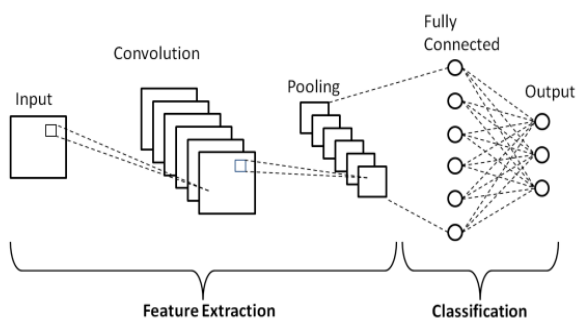 Input
Convolution
Pooling
Fully
Connected
Output
Feature Extraction
Classification